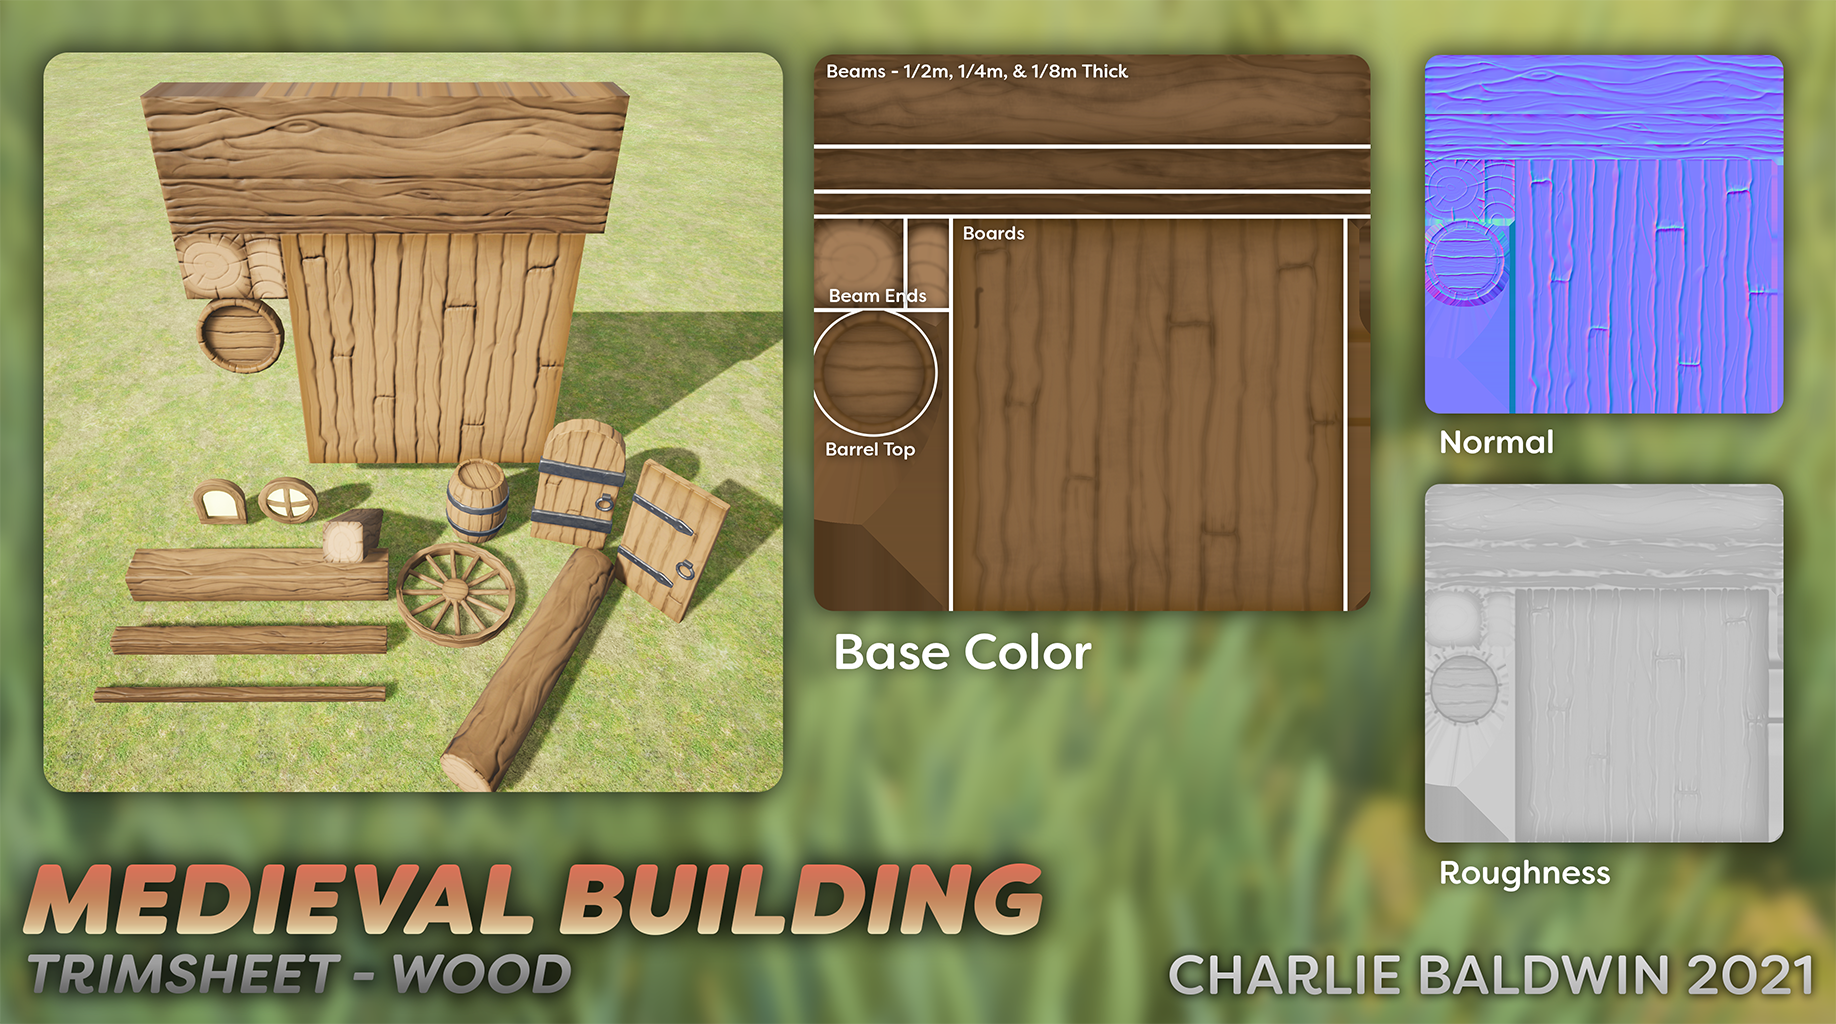 Beams - 1/2m, 1/4m, & 1/8m Thick
Boards
Beam Ends
Barrel Top
Base Color
Normal
Roughness
MEDIEVAL BUILDING
TRIMSHEET - WOOD
CHARLIE BALDWIN 2021